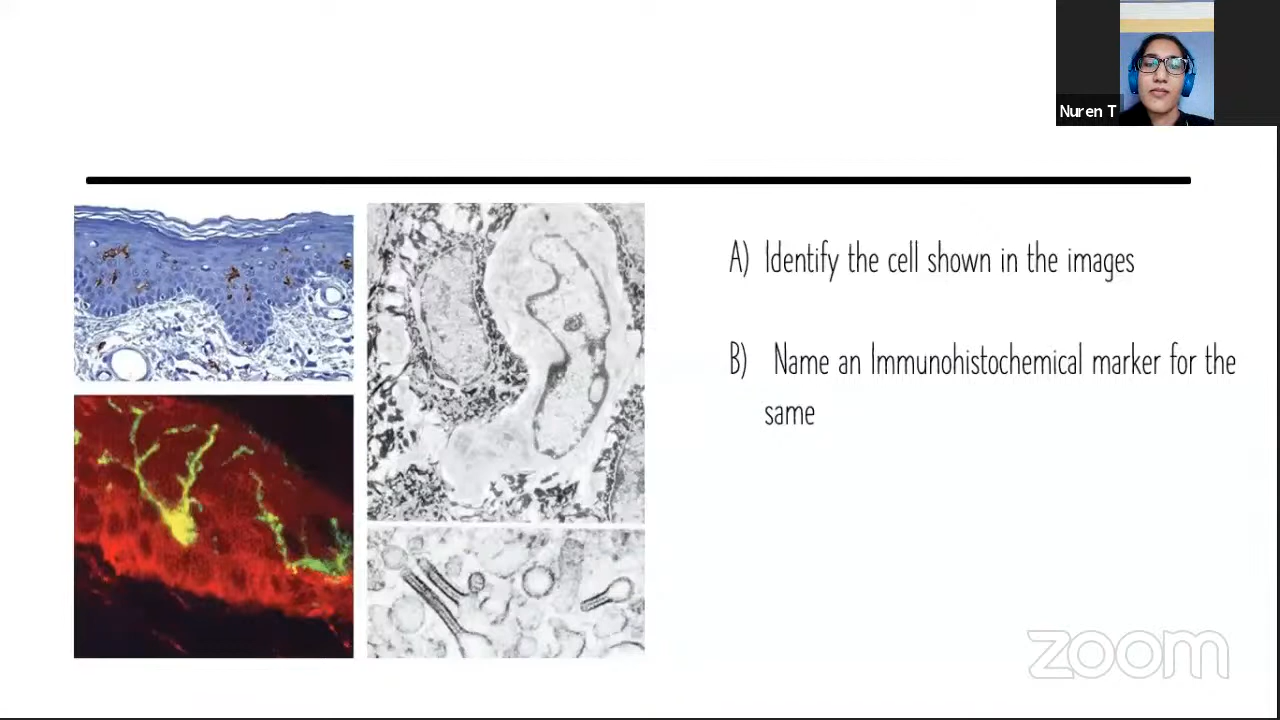 Nuren T
A) Identify the cell shown in the images
B) Name an Immunohistochemical marker for the
same
zoom